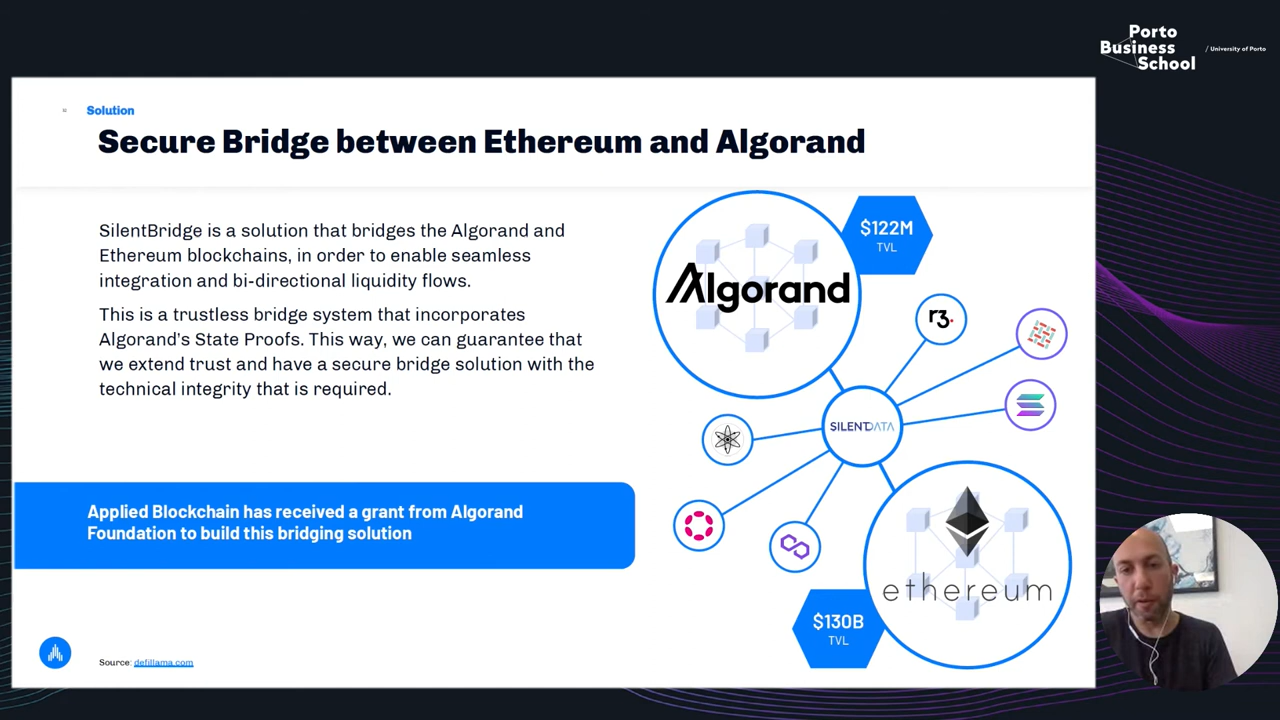 Porto
Business
School
/ University of Porto
Solution
Secure Bridge between Ethereum and Algorand
SilentBridge is a solution that bridges the Algorand and
Ethereum blockchains, in order to enable seamless
integration and bi-directional liquidity flows.
This is a trustless bridge system that incorporates
Algorand's State Proofs. This way, we can guarantee that
we extend trust and have a secure bridge solution with the
technical integrity that is required.
Applied Blockchain has received a grant from Algorand
Foundation to build this bridging solution
Source: defillama.com
Algorand
$122M
TVL
r3.
SILENTDATA
ethereum
$130B
TVL